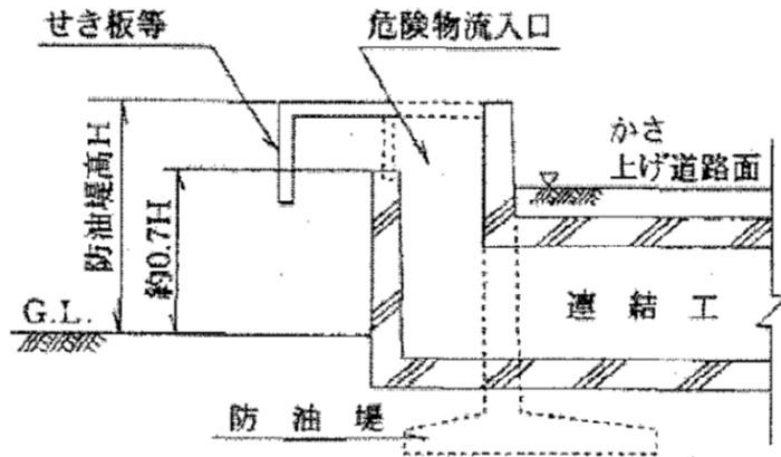 せき板等
危険物流入口
かさ
上げ道路面
防油堤高H
約0.7H
G.L.
連結工
防油堤